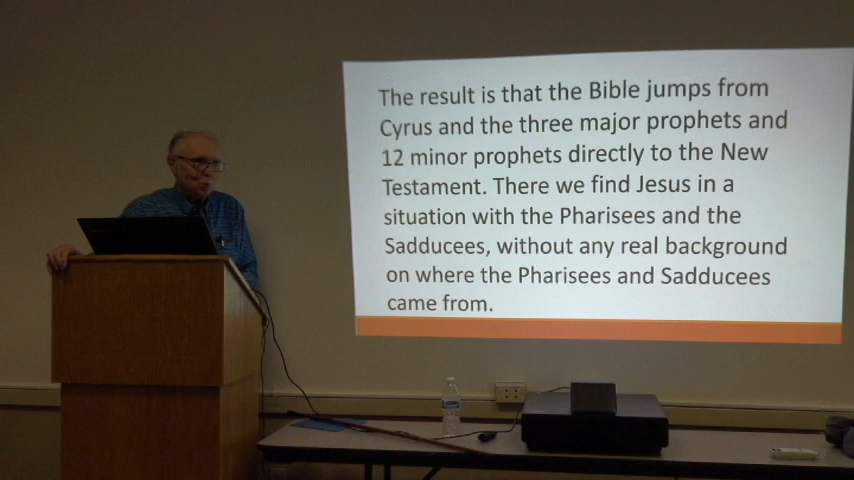 The result is that the Bible jumps from
Cyrus and the three major prophets and
12 minor prophets directly to the New
Testament. There we find Jesus in a
situation with the Pharisees and the
Sadducees, without any real background
on where the Pharisees and Sadducees
came from.